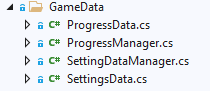 GameData
C# ProgressData.cs
C# ProgressManager.cs
C# SettingDataManager.cs
C# SettingsData.cs